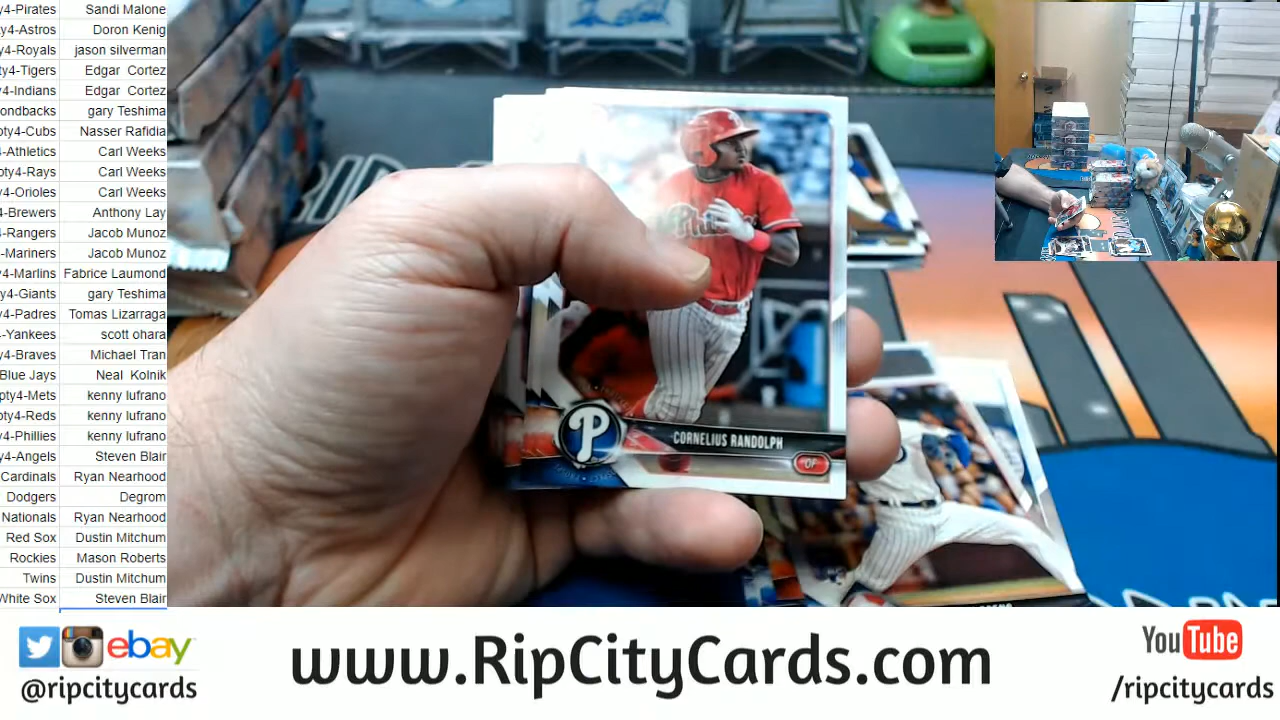 y4-Pirates Sandi Malone
y4-Astros Doron Kenig
y4-Royals jason silverman
y4-Tigers Edgar Cortez
y4-Indians Edgar Cortez
ondbacks gary Teshima
oty4-Cubs Nasser Rafidia
4-Athletics Carl Weeks
pty4-Rays Carl Weeks
4-Orioles Carl Weeks
4-Brewers Anthony Lay
4-Rangers Jacob Munoz
-Mariners Jacob Munoz
4-Marlins Fabrice Laumond
y4-Giants gary Teshima
4-Padres Tomas Lizarraga
-Yankees scott ohara
y4-Braves Michael Tran
Blue Jays Neal Kolnik
pty4-Mets kenny lufrano
pty4-Reds kenny lufrano
y4-Phillies kenny lufrano
y4-Angels Steven Blair
Cardinals Ryan Nearhood
Dodgers Degrom
Nationals Ryan Nearhood
Red Sox Dustin Mitchum
Rockies Mason Roberts
Twins Dustin Mitchum
White Sox Steven Blair
Phillies
P
CORNELIUS RANDOLPH
OF
ebay
@ripcitycards
www.RipCityCards.com
YouTube
/ripcitycards